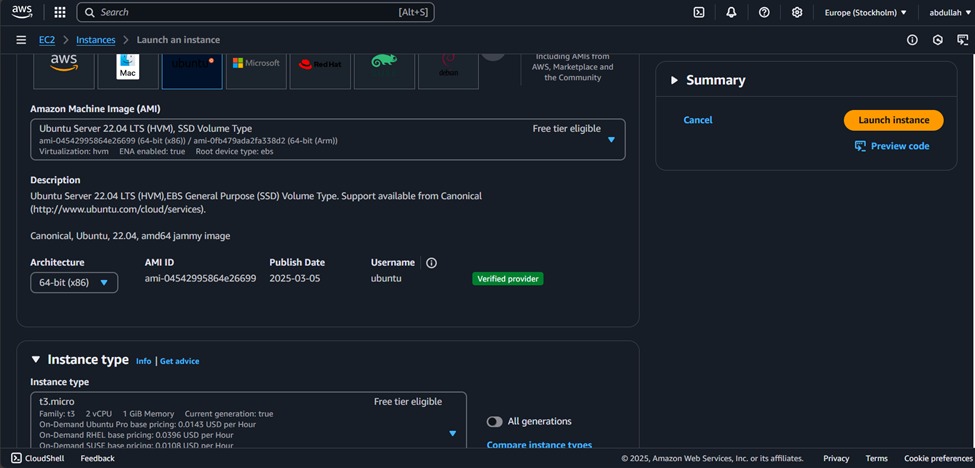 aws
Search
[Alt+S]
Europe (Stockholm)
abdullah
EC2 > Instances > Launch an instance
aws
Mac
ubuntu
Microsoft
Red Hat
debian
Including AMIs from
AWS, Marketplace and
the Community
Amazon Machine Image (AMI)
Ubuntu Server 22.04 LTS (HVM), SSD Volume Type
Free tier eligible
ami-04542995864e26699 (64-bit (x86)) / ami-0fb479ada2fa338d2 (64-bit (Arm))
Virtualization: hvm ENA enabled: true Root device type: ebs
Description
Ubuntu Server 22.04 LTS (HVM),EBS General Purpose (SSD) Volume Type. Support available from Canonical
(http://www.ubuntu.com/cloud/services).
Canonical, Ubuntu, 22.04, amd64 jammy image
Architecture
AMI ID
Publish Date
Username
64-bit (x86)
ami-04542995864e26699
2025-03-05
ubuntu
Verified provider
Instance type Info | Get advice
Instance type
t3.micro
Free tier eligible
Family: t3 2 vCPU 1 GiB Memory Current generation: true
On-Demand Ubuntu Pro base pricing: 0.0143 USD per Hour
On-Demand RHEL base pricing: 0.0396 USD per Hour
On-Demand SUSE base pricing: 0.0108 USD per Hour
All generations
Compare instance types
Summary
Cancel
Launch instance
Preview code
CloudShell
Feedback
© 2025, Amazon Web Services, Inc. or its affiliates.
Privacy
Terms
Cookie preferences